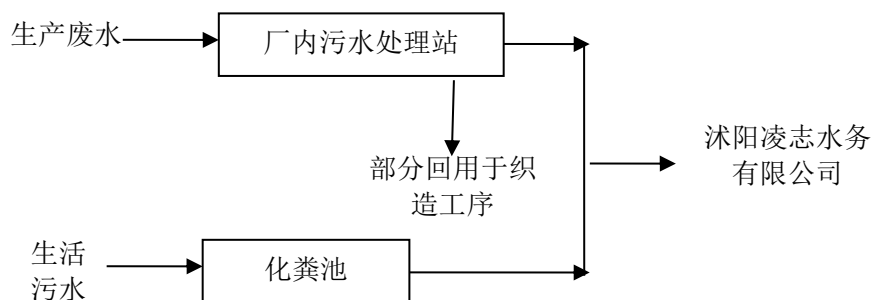 生产废水
厂内污水处理站
部分回用于织
造工序
沭阳凌志水务
有限公司
生活
污水
化粪池